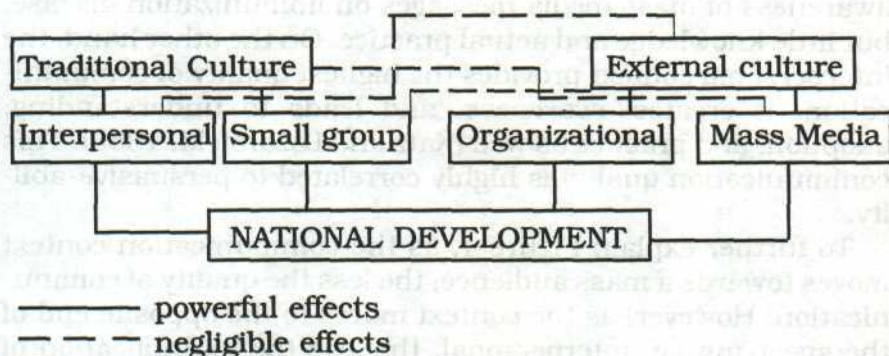 Traditional Culture External culture
Interpersonal Small group Organizational Mass Media
NATIONAL DEVELOPMENT
powerful effects
negligible effects